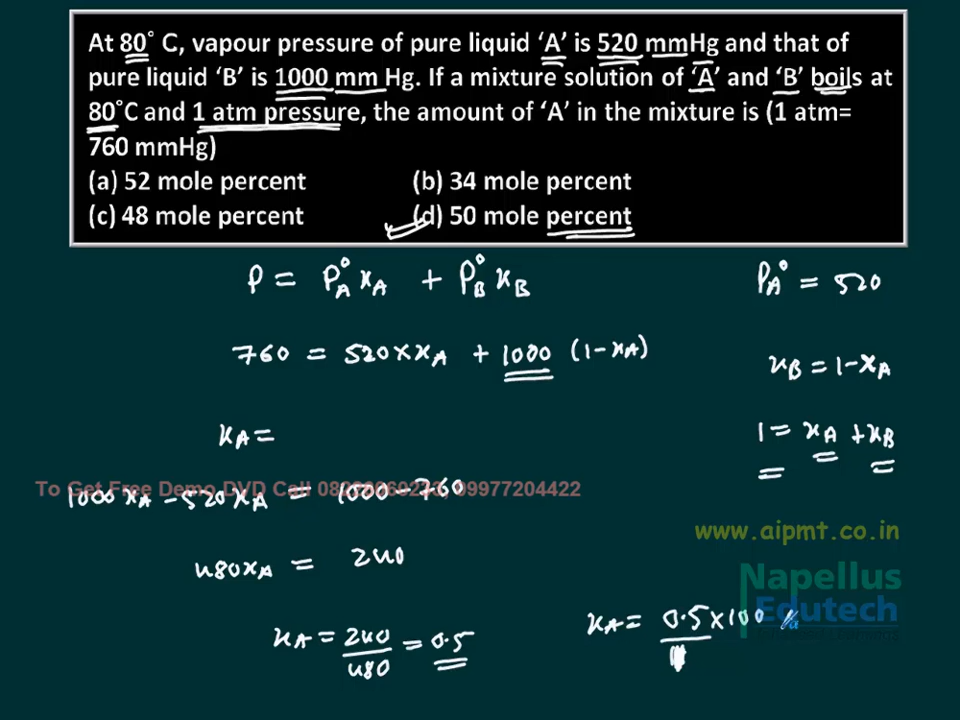 At 80° C, vapour pressure of pure liquid ‘A’ is 520 mmHg and that of
pure liquid ‘B’ is 1000 mm Hg. If a mixture solution of ‘A’ and ‘B’ boils at
80°C and 1 atm pressure, the amount of ‘A’ in the mixture is (1 atm=
760 mmHg)
(a) 52 mole percent (b) 34 mole percent
(c) 48 mole percent (d) 50 mole percent
P = P°A xA + P°B xB
P°A = 520
760 = 520 × xA + 1000 (1-xA)
xB = 1-xA
xA =
1 = xA + xB
To Get Free Demo DVD Call 09977204422
1000 xA - 520 xA = 1000 - 760
www.aipmt.co.in
480xA = 240
Napellus
Edutech
xA = 240/480 = 0.5
xA = 0.5×100 %